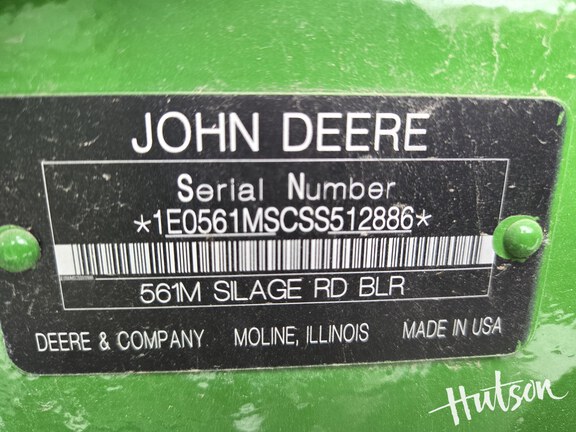 JOHN DEERE
Serial Number
*1E0561MSCSS512886*
561M SILAGE RD BLR
DEERE & COMPANY MOLINE, ILLINOIS MADE IN USA
Hutson